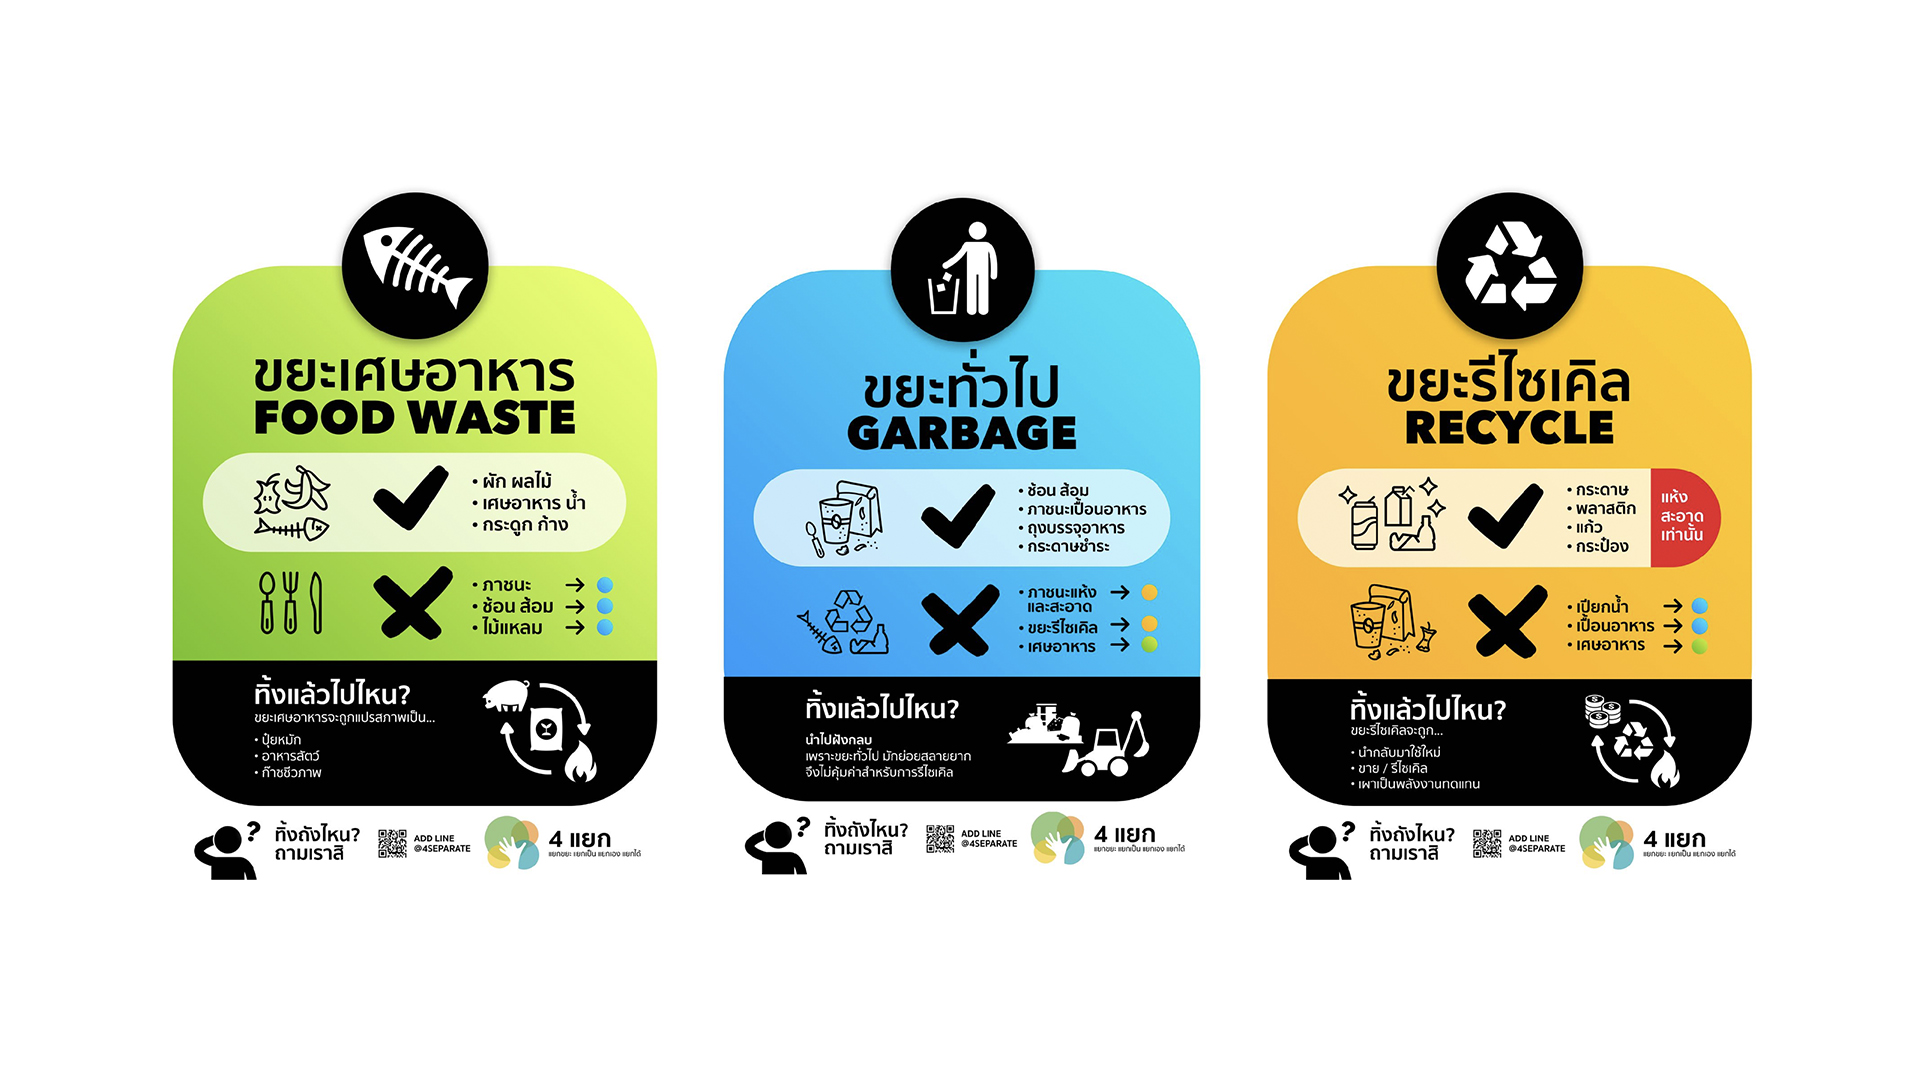 ขยะเศษอาหาร
FOOD WASTE
• ผัก ผลไม้
• เศษอาหาร น้ำ
• กระดูก ก้าง
• ภาชนะ →
• ช้อน ส้อม →
• ไม้แหลม →
ทิ้งแล้วไปไหน?
ขยะเศษอาหารจะถูกแปรสภาพเป็น...
• ปุ๋ยหมัก
• อาหารสัตว์
• ก๊าซชีวภาพ
?
ทิ้งถังไหน?
ถามเราสิ
ADD LINE
@4SEPARATE
4 แยก
แยกขยะ แยกเป็น แยกเอง แยกได้
ขยะทั่วไป
GARBAGE
• ช้อน ส้อม
• ภาชนะเปื้อนอาหาร
• ถุงบรรจุอาหาร
• กระดาษชำระ
• ภาชนะแห้ง →
และสะอาด
• ขยะรีไซเคิล →
• เศษอาหาร →
ทิ้งแล้วไปไหน?
นำไปฝังกลบ
เพราะขยะทั่วไป มักย่อยสลายยาก
จึงไม่คุ้มค่าสำหรับการรีไซเคิล
?
ทิ้งถังไหน?
ถามเราสิ
ADD LINE
@4SEPARATE
4 แยก
แยกขยะ แยกเป็น แยกเอง แยกได้
ขยะรีไซเคิล
RECYCLE
• กระดาษ
• พลาสติก
• แก้ว
• กระป๋อง
แห้ง
สะอาด
เท่านั้น
• เปียกน้ำ →
• เปื้อนอาหาร →
• เศษอาหาร →
ทิ้งแล้วไปไหน?
ขยะรีไซเคิลจะถูก...
• นำกลับมาใช้ใหม่
• ขาย / รีไซเคิล
• เผาเป็นพลังงานทดแทน
?
ทิ้งถังไหน?
ถามเราสิ
ADD LINE
@4SEPARATE
4 แยก
แยกขยะ แยกเป็น แยกเอง แยกได้